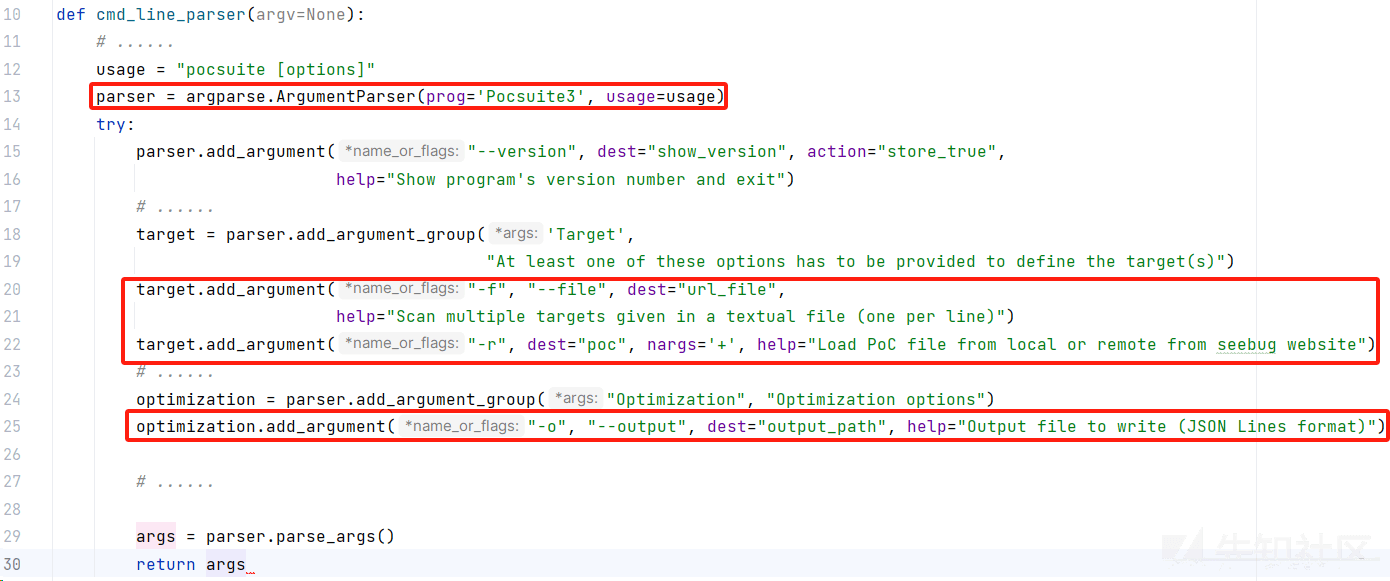 10 def cmd_line_parser(argv=None):
11 # ......
12 usage = "pocsuite [options]"
13 parser = argparse.ArgumentParser(prog='Pocsuite3', usage=usage)
14 try:
15 parser.add_argument( *name_or_flags: "--version", dest="show_version", action="store_true",
16 help="Show program's version number and exit")
17 # ......
18 target = parser.add_argument_group( *args: 'Target',
19 "At least one of these options has to be provided to define the target(s)")
20 target.add_argument( *name_or_flags: "-f", "--file", dest="url_file",
21 help="Scan multiple targets given in a textual file (one per line)")
22 target.add_argument( *name_or_flags: "-r", dest="poc", nargs='+', help="Load PoC file from local or remote from seebug website")
23 # ......
24 optimization = parser.add_argument_group( *args: "Optimization", "Optimization options")
25 optimization.add_argument( *name_or_flags: "-o", "--output", dest="output_path", help="Output file to write (JSON Lines format)")
26
27 # ......
28
29 args = parser.parse_args()
30 return args
先知社区